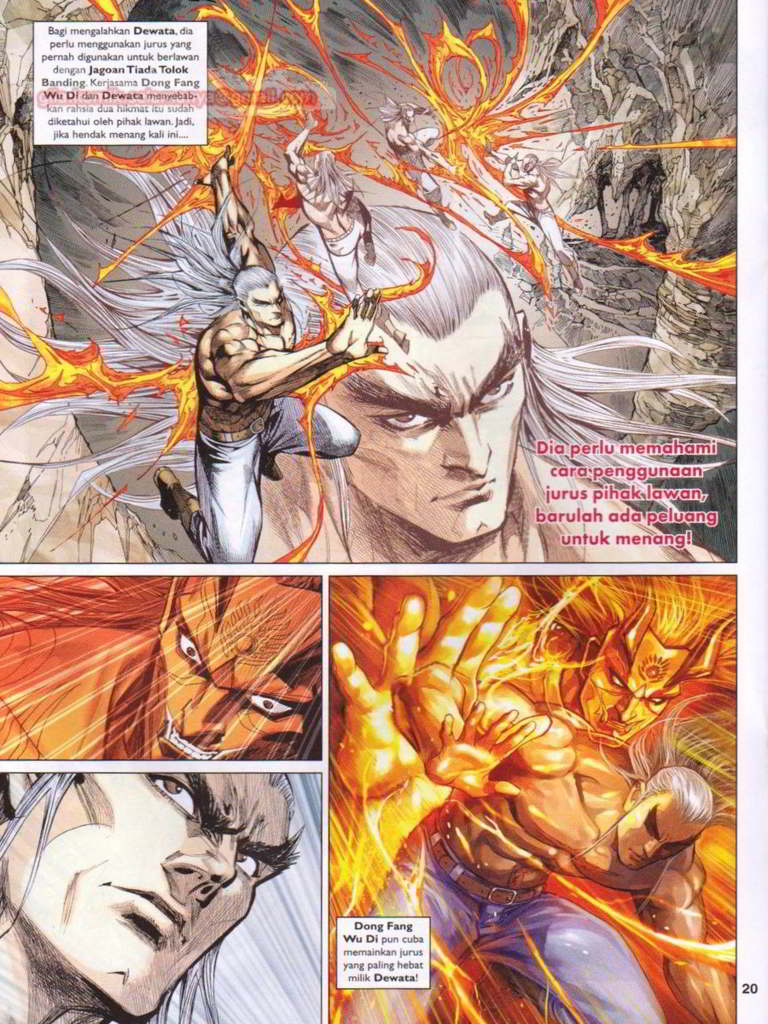 Bagi mengalahkan Dewata, dia
perlu menggunakan jurus yang
pernah digunakan untuk berlawan
dengan Jagoan Tiada Tolok
Banding. Kerjasama Dong Fang
Wu Di dan Dewata menyebab-
kan rahsia dua hikmat itu sudah
diketahui oleh pihak lawan. Jadi,
jika hendak menang kali ini....
Dia perlu memahami
cara penggunaan
jurus pihak lawan,
barulah ada peluang
untuk menang!
Dong Fang
Wu Di pun cuba
memainkan jurus
yang paling hebat
milik Dewata!
20